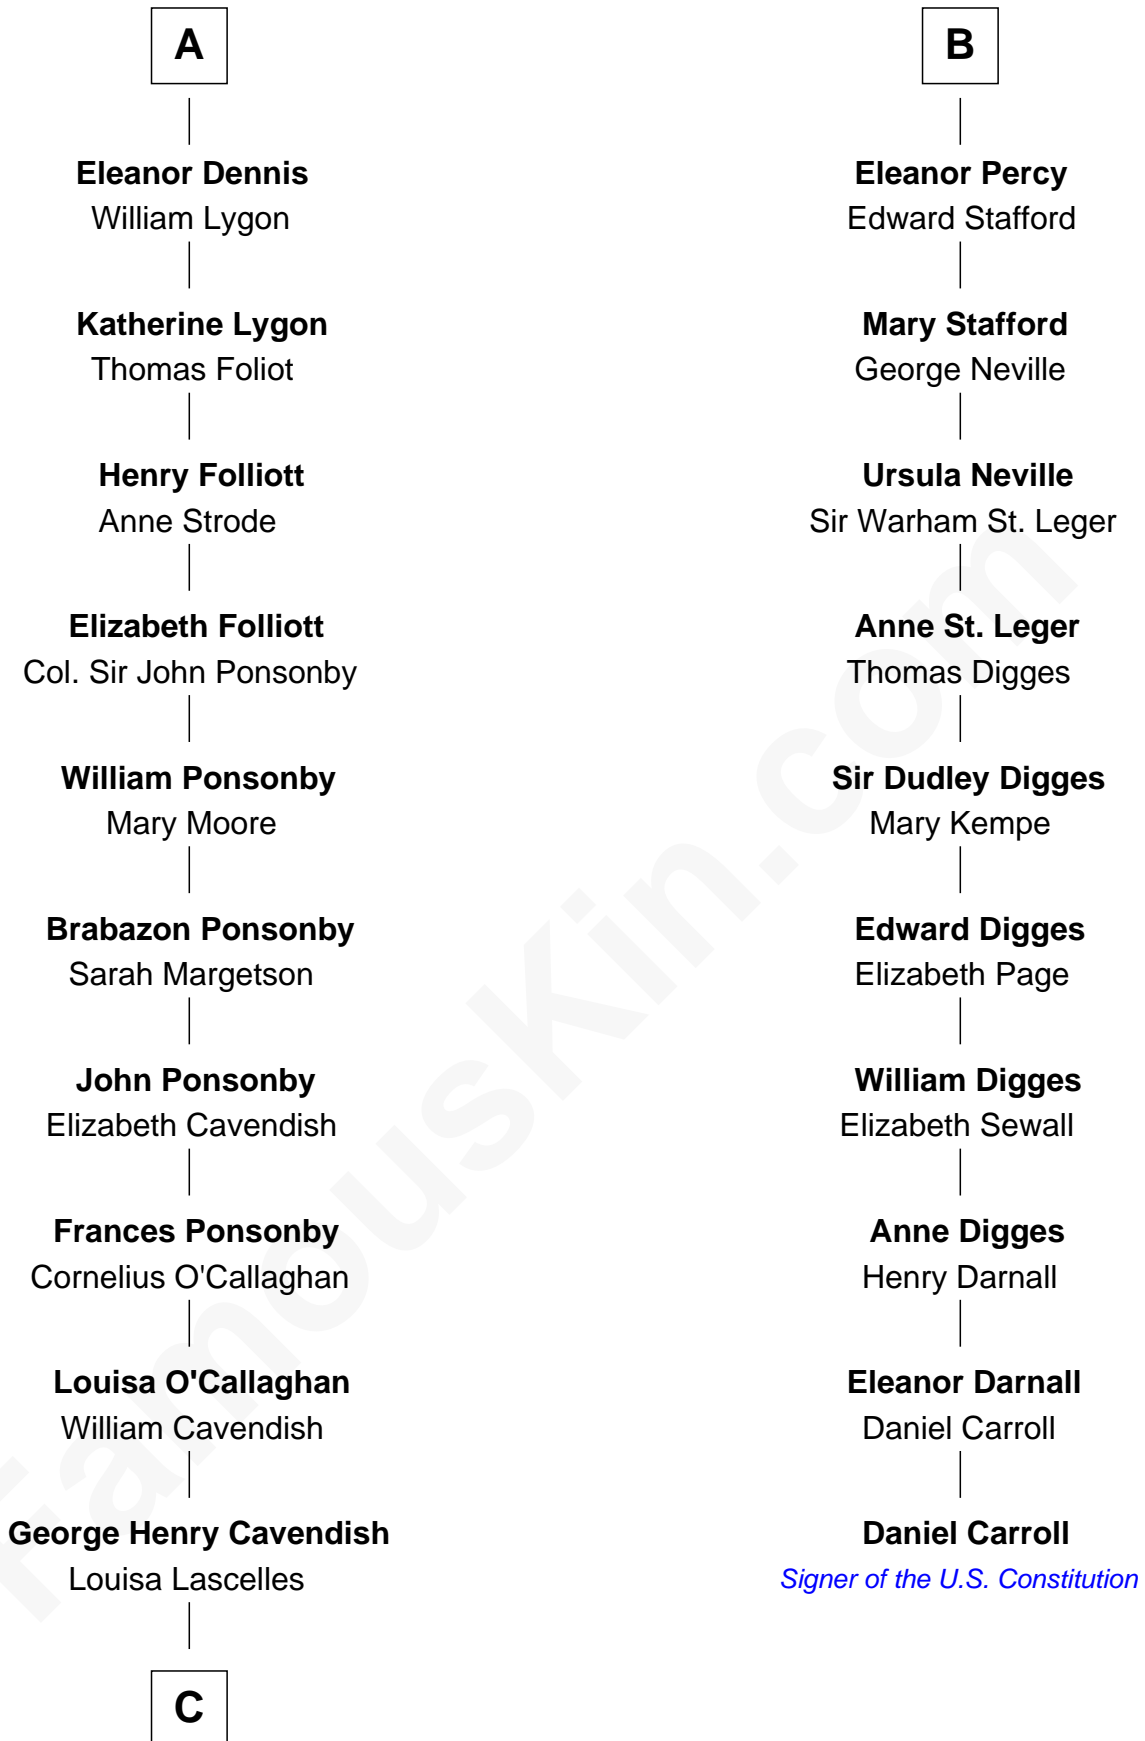 A
Eleanor Dennis
William Lygon
Katherine Lygon
Thomas Foliot
Henry Folliott
Anne Strode
Elizabeth Folliott
Col. Sir John Ponsonby
William Ponsonby
Mary Moore
Brabazon Ponsonby
Sarah Margetson
John Ponsonby
Elizabeth Cavendish
Frances Ponsonby
Cornelius O'Callaghan
Louisa O'Callaghan
William Cavendish
George Henry Cavendish
Louisa Lascelles
C
B
Eleanor Percy
Edward Stafford
Mary Stafford
George Neville
Ursula Neville
Sir Warham St. Leger
Anne St. Leger
Thomas Digges
Sir Dudley Digges
Mary Kempe
Edward Digges
Elizabeth Page
William Digges
Elizabeth Sewall
Anne Digges
Henry Darnall
Eleanor Darnall
Daniel Carroll
Daniel Carroll
Signer of the U.S. Constitution
FamousKin.com